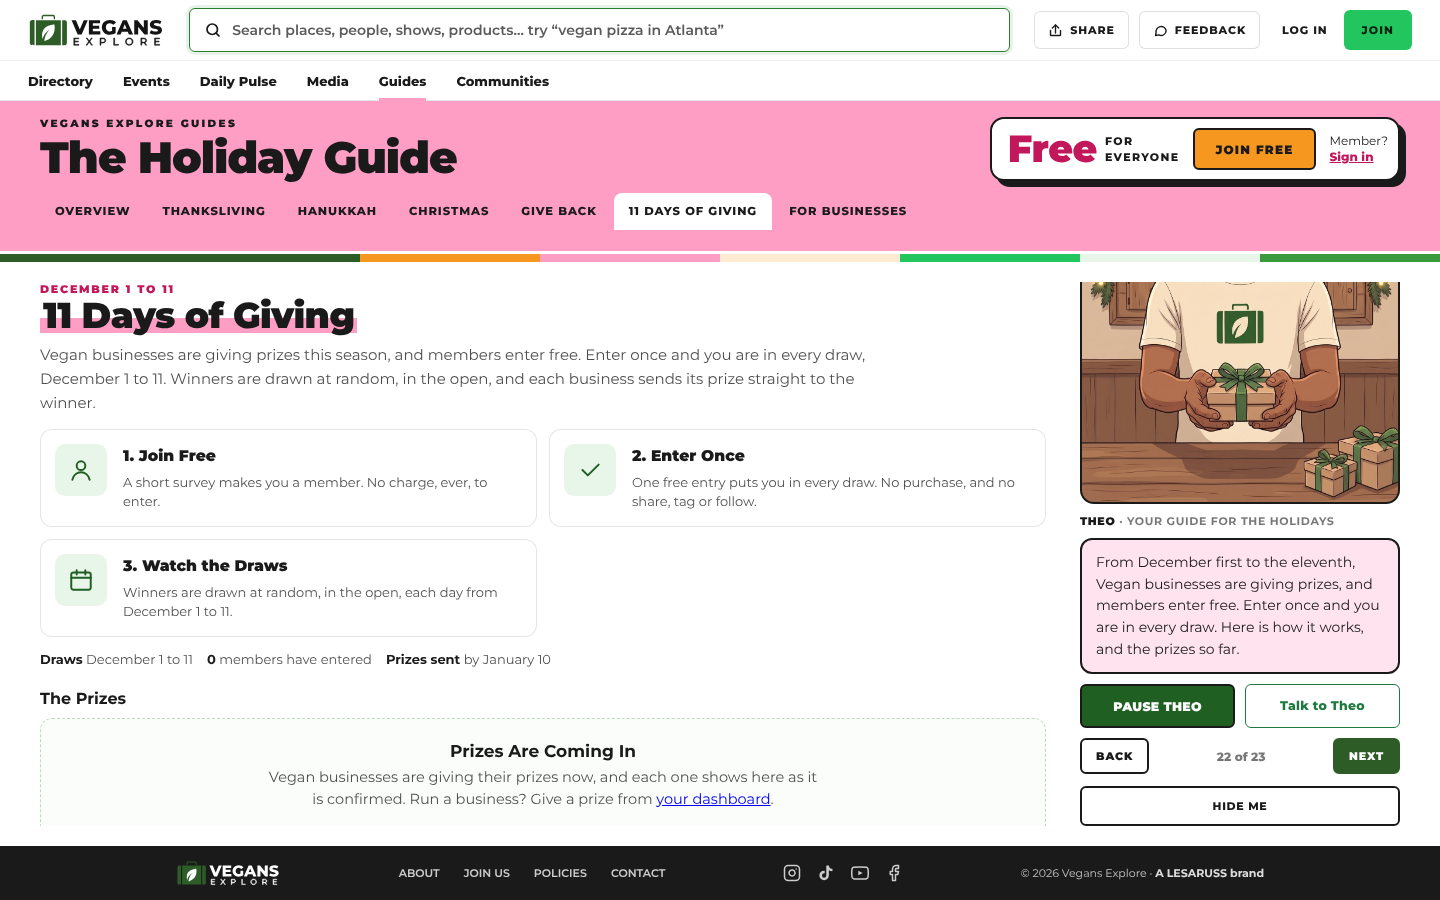 VEGANS
EXPLORE
Search places, people, shows, products... try “vegan pizza in Atlanta”
SHARE
FEEDBACK
LOG IN
JOIN
Directory
Events
Daily Pulse
Media
Guides
Communities
VEGANS EXPLORE GUIDES
The Holiday Guide
Free
FOR
EVERYONE
JOIN FREE
Member?
Sign in
OVERVIEW
THANKSLIVING
HANUKKAH
CHRISTMAS
GIVE BACK
11 DAYS OF GIVING
FOR BUSINESSES
DECEMBER 1 TO 11
11 Days of Giving
Vegan businesses are giving prizes this season, and members enter free. Enter once and you are in every draw,
December 1 to 11. Winners are drawn at random, in the open, and each business sends its prize straight to the
winner.
1. Join Free
A short survey makes you a member. No charge, ever, to
enter.
2. Enter Once
One free entry puts you in every draw. No purchase, and no
share, tag or follow.
3. Watch the Draws
Winners are drawn at random, in the open, each day from
December 1 to 11.
Draws December 1 to 11
0 members have entered
Prizes sent by January 10
The Prizes
Prizes Are Coming In
Vegan businesses are giving their prizes now, and each one shows here as it
is confirmed. Run a business? Give a prize from your dashboard.
THEO · YOUR GUIDE FOR THE HOLIDAYS
From December first to the eleventh,
Vegan businesses are giving prizes, and
members enter free. Enter once and you
are in every draw. Here is how it works,
and the prizes so far.
PAUSE THEO
Talk to Theo
BACK
22 of 23
NEXT
HIDE ME
VEGANS
EXPLORE
ABOUT
JOIN US
POLICIES
CONTACT
© 2026 Vegans Explore · A LESARUSS brand